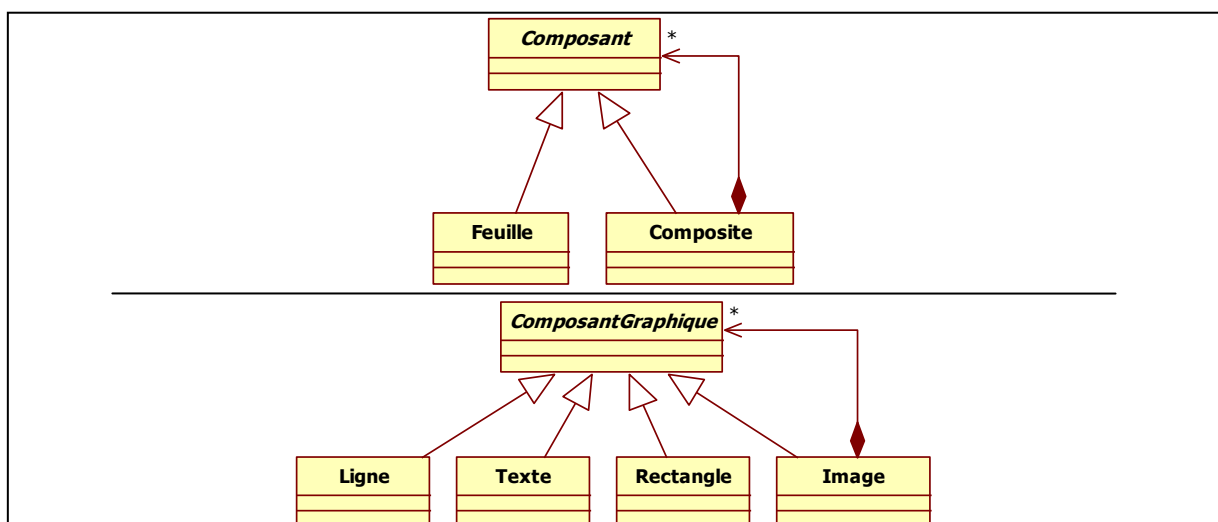 Composant
*
Feuille
Composite
ComposantGraphique
*
Ligne
Texte
Rectangle
Image